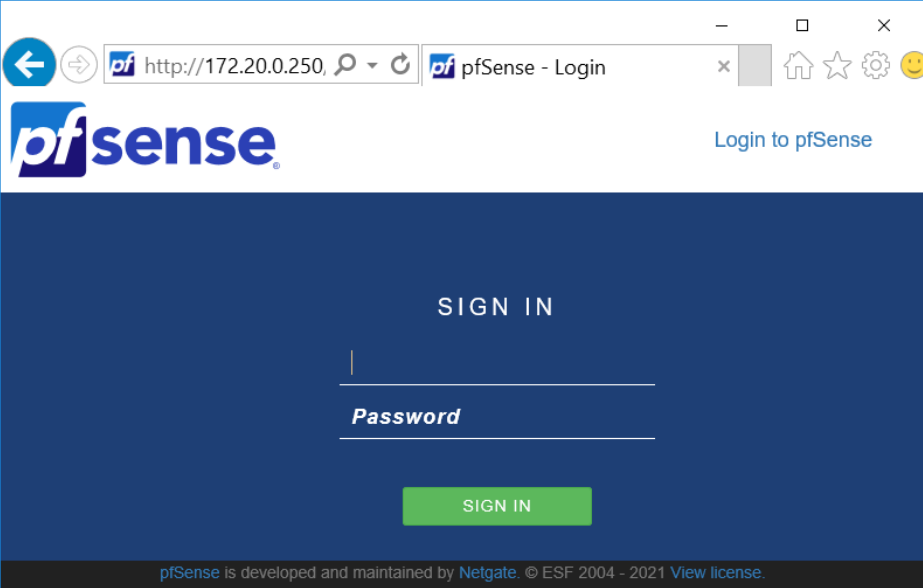 http://172.20.0.250, pfSense - Login
pfsense®
Login to pfSense
SIGN IN
Password
SIGN IN
pfSense is developed and maintained by Netgate. © ESF 2004 - 2021 View license.